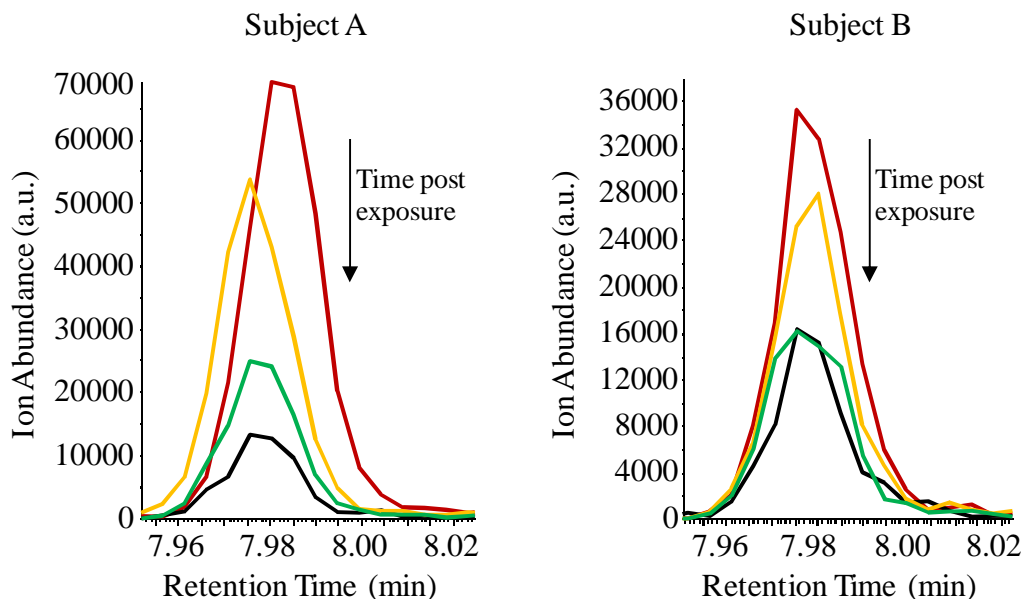 Subject A
Subject B
70000
60000
50000
40000
30000
20000
10000
0
Ion Abundance (a.u.)
Time post
exposure
7.96 7.98 8.00 8.02
Retention Time (min)
36000
32000
28000
24000
20000
16000
12000
8000
4000
0
Ion Abundance (a.u.)
Time post
exposure
7.96 7.98 8.00 8.02
Retention Time (min)